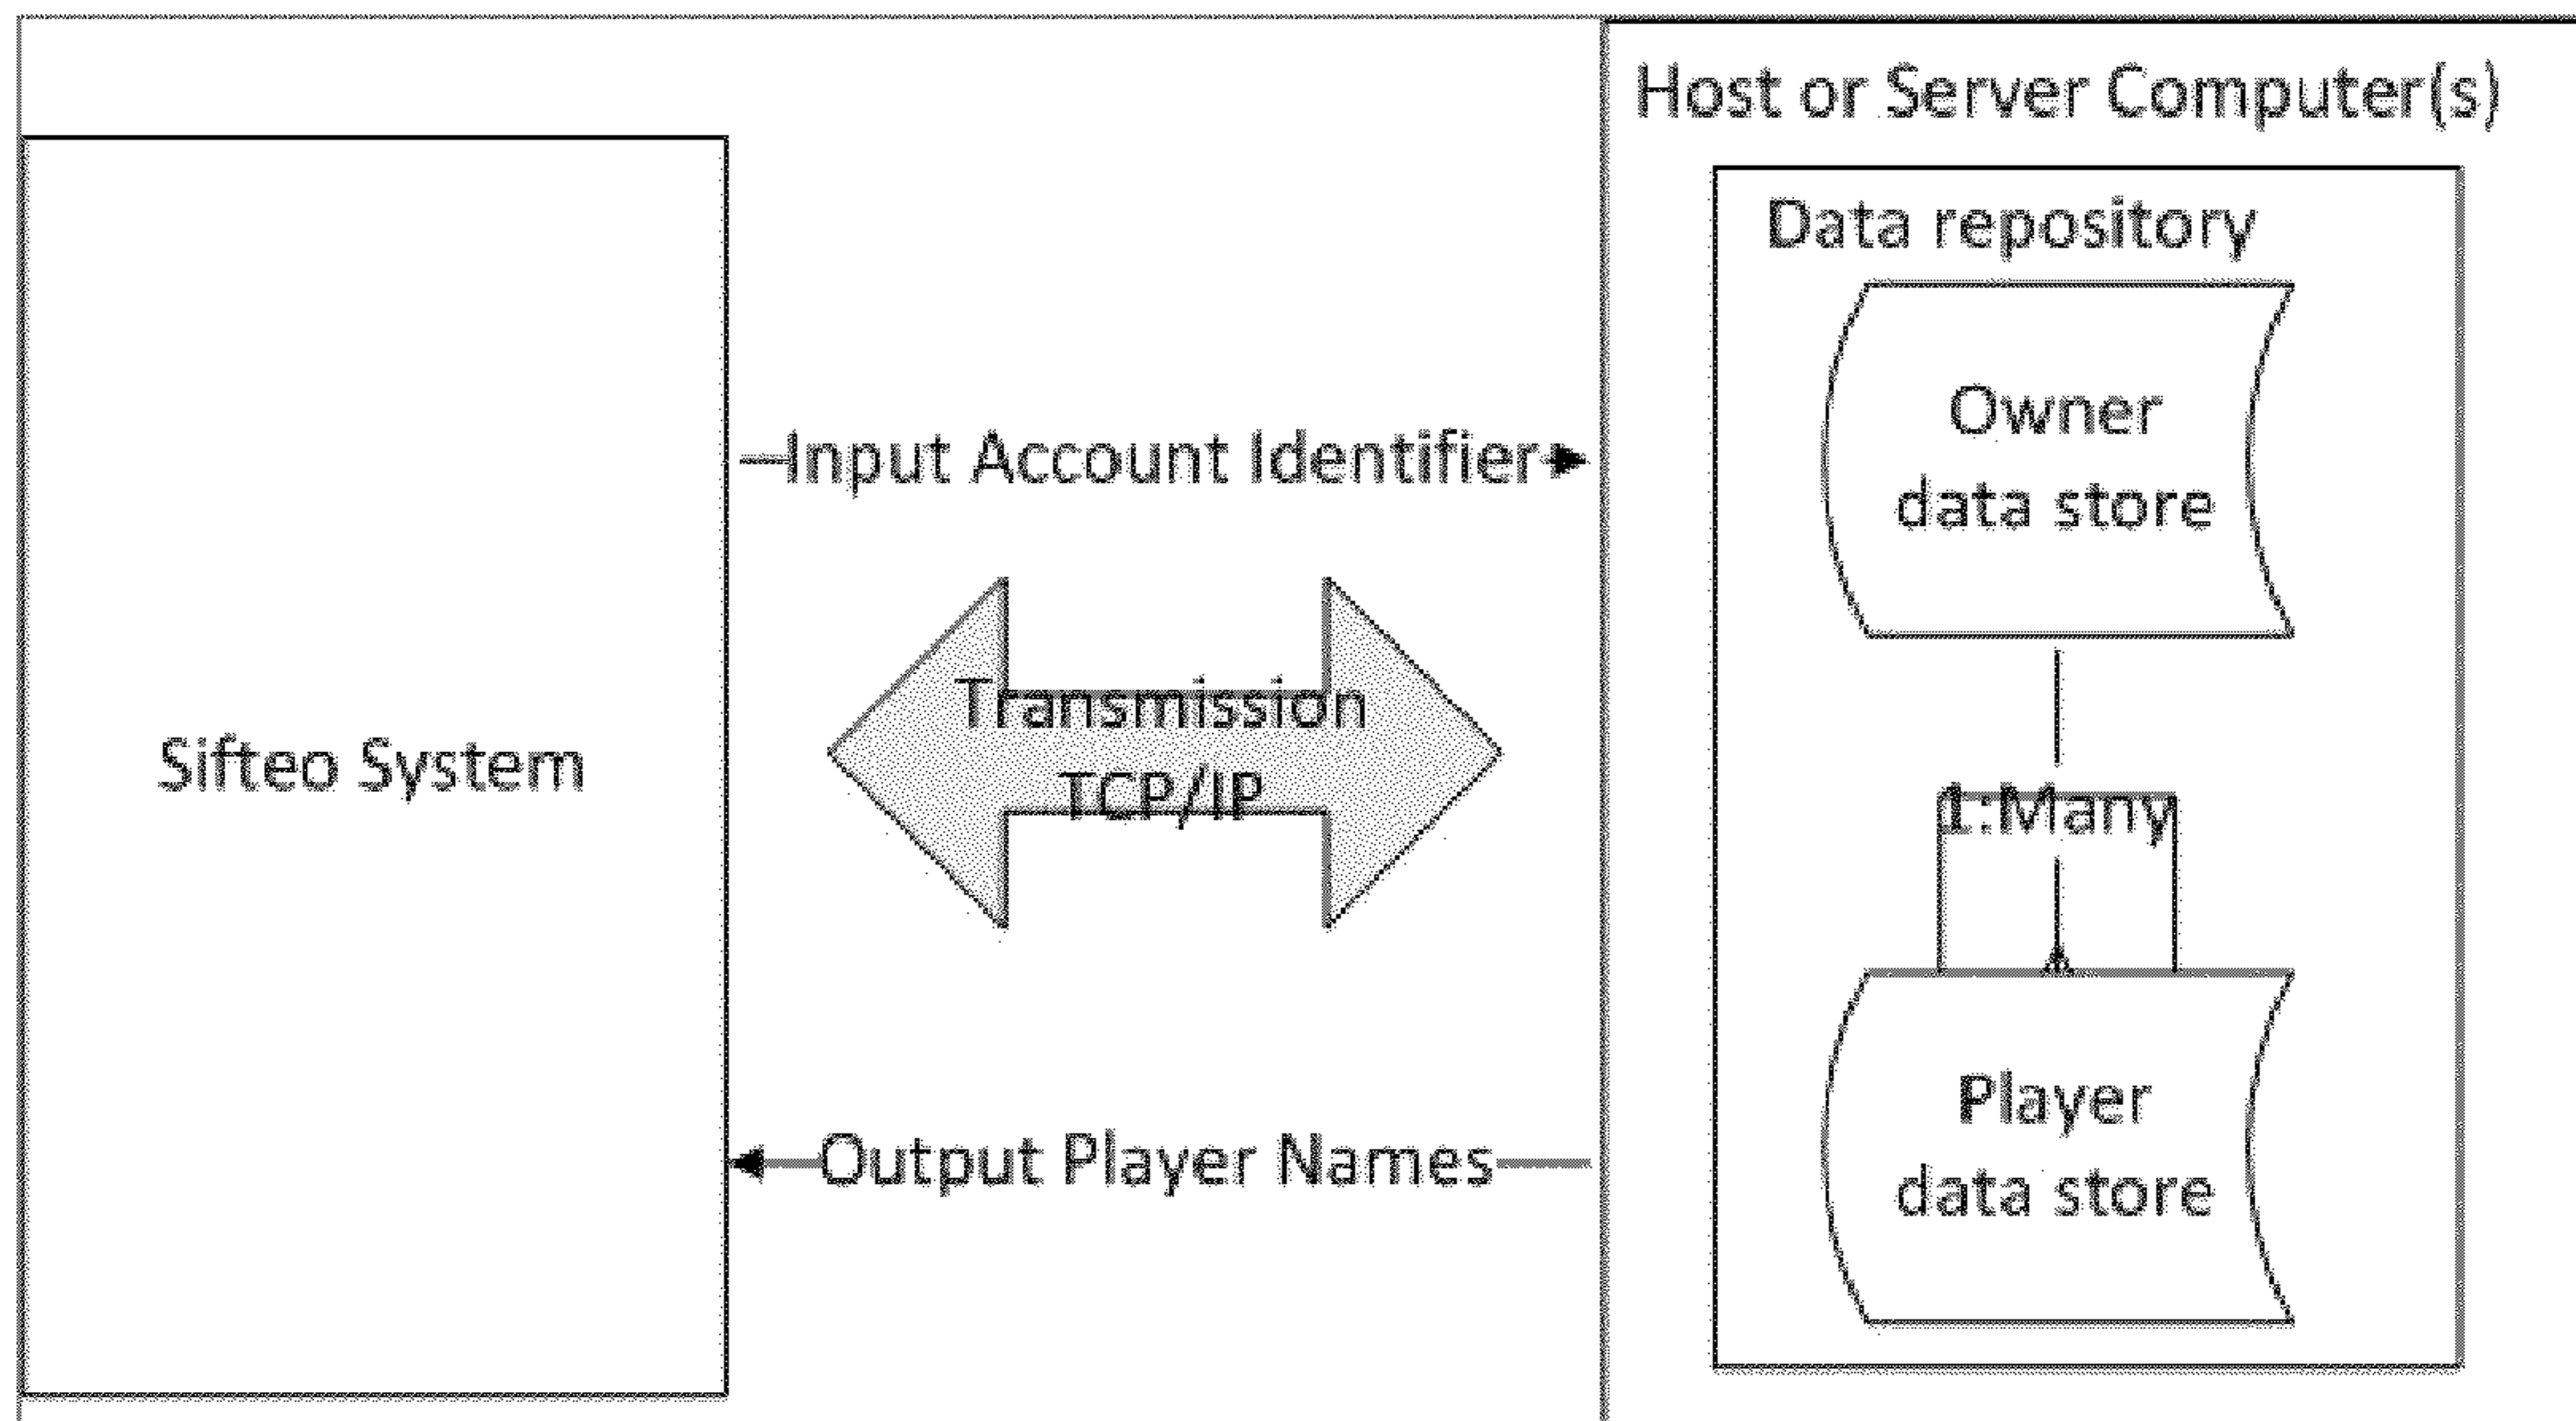 Host or Server Computer(s)
Data repository
Owner
data store
Input Account Identifier
Transmission
TCP/IP
Sifteo System
1:Many
Player
data store
Output Player Names